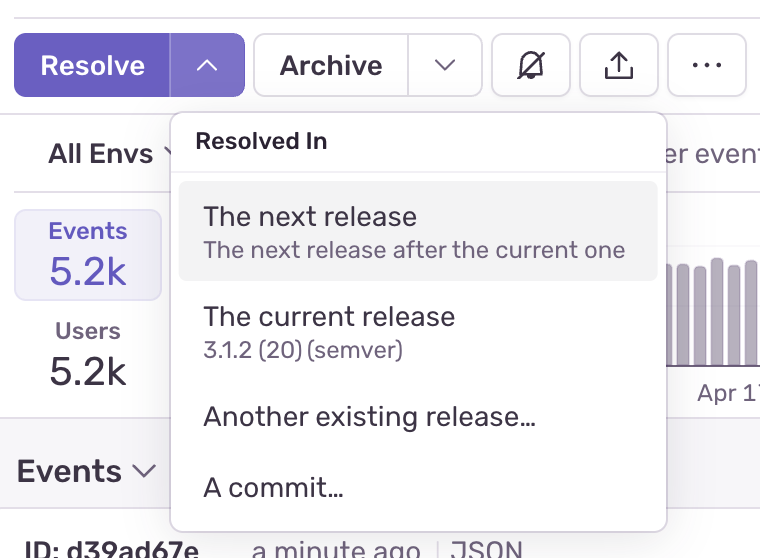 Resolve
Archive
All Envs
Resolved In
er even
Events
5.2k
The next release
The next release after the current one
Users
5.2k
The current release
3.1.2 (20) (semver)
Apr 1
Another existing release…
Events
A commit…
ID: d39ad67e
a minute ago
JSON